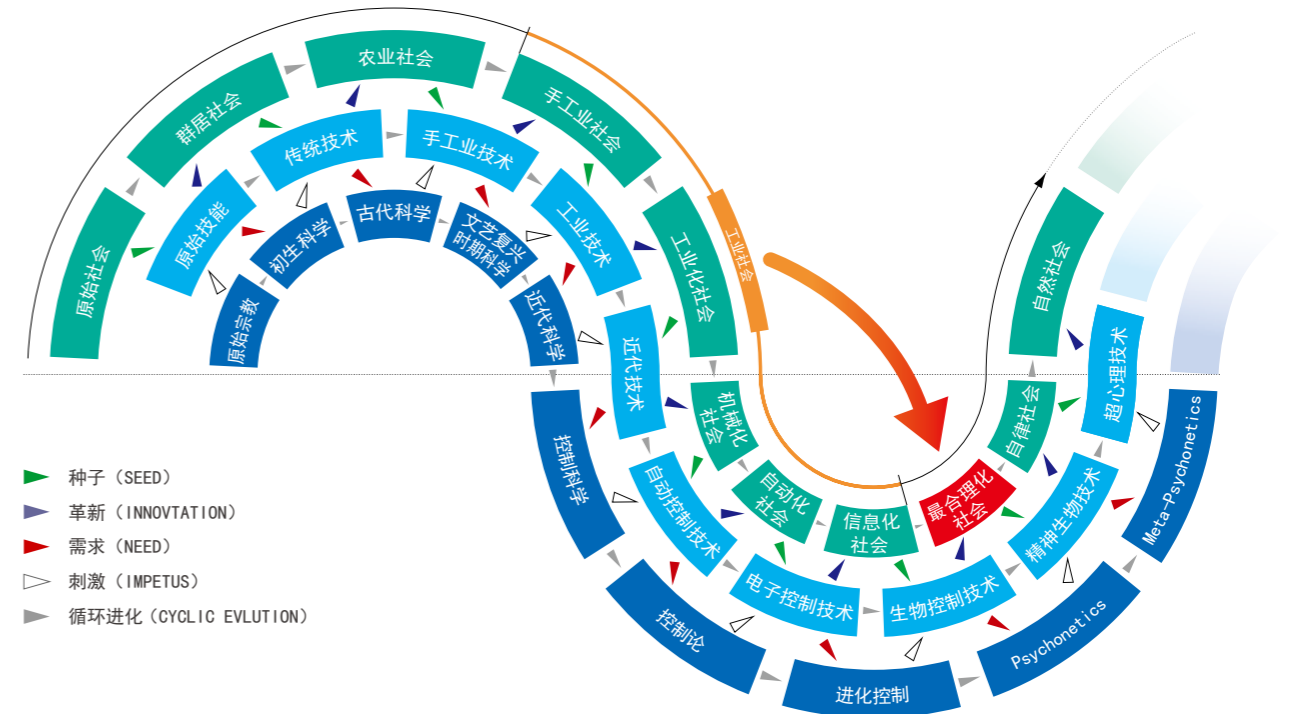 原始社会
群居社会
农业社会
手工业社会
工业化社会
机械化
社会
自动化
社会
信息化
社会
最合理化
社会
自律社会
自然社会
工业社会
原始技能
传统技术
手工业技术
工业技术
近代技术
自动控制技术
电子控制技术
生物控制技术
精神生物技术
超心理技术
原始宗教
初生科学
古代科学
文艺复兴
时期科学
近代科学
控制科学
控制论
进化控制
Psychonetics
Meta-Psychonetics
种子（SEED）
革新（INNOVTATION）
需求（NEED）
刺激（IMPETUS）
循环进化（CYCLIC EVLUTION）